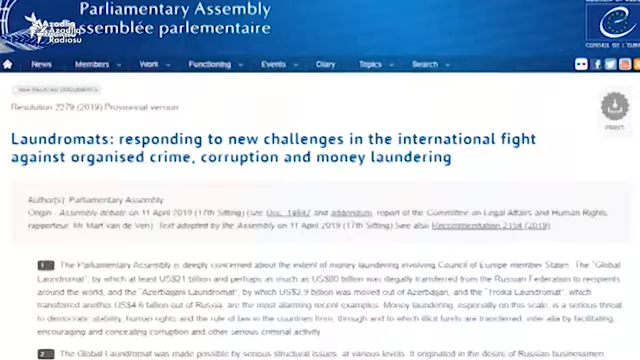 Parliamentary Assembly
Assemblée parlementaire
Azadlıq
Radiosu
News Members Work Functioning Events Diary Topics Search
Resolution 2279 (2019) Provisional version
PRINT
Laundromats: responding to new challenges in the international fight
against organised crime, corruption and money laundering
Author(s) Parliamentary Assembly
Origin - Assembly debate on 11 April 2019 (17th Sitting) (see Doc. 14847 and addendum, report of the Committee on Legal Affairs and Human Rights,
rapporteur: Mr Mart van de Ven). Text adopted by the Assembly on 11 April 2019 (17th Sitting).See also Recommendation 2154 (2019)
1. The Parliamentary Assembly is deeply concerned about the extent of money laundering involving Council of Europe member States. The "Global
Laundromat", by which at least US$21 billion and perhaps as much as US$80 billion was illegally transferred from the Russian Federation to recipients
around the world, and the "Azerbaijani Laundromat", by which US$2.9 billion was moved out of Azerbaijan, and the "Troika Laundromat", which
transferred another US$4.6 billion out of Russia, are the most alarming recent examples. Money laundering, especially on this scale, is a serious threat
to democratic stability, human rights and the rule of law in the countries from, through and to which illicit funds are transferred, inter alia by facilitating,
encouraging and concealing corruption and other serious criminal activity.
2. The Global Laundromat was made possible by serious structural issues, at various levels. It originated in the desire of Russian businessmen,